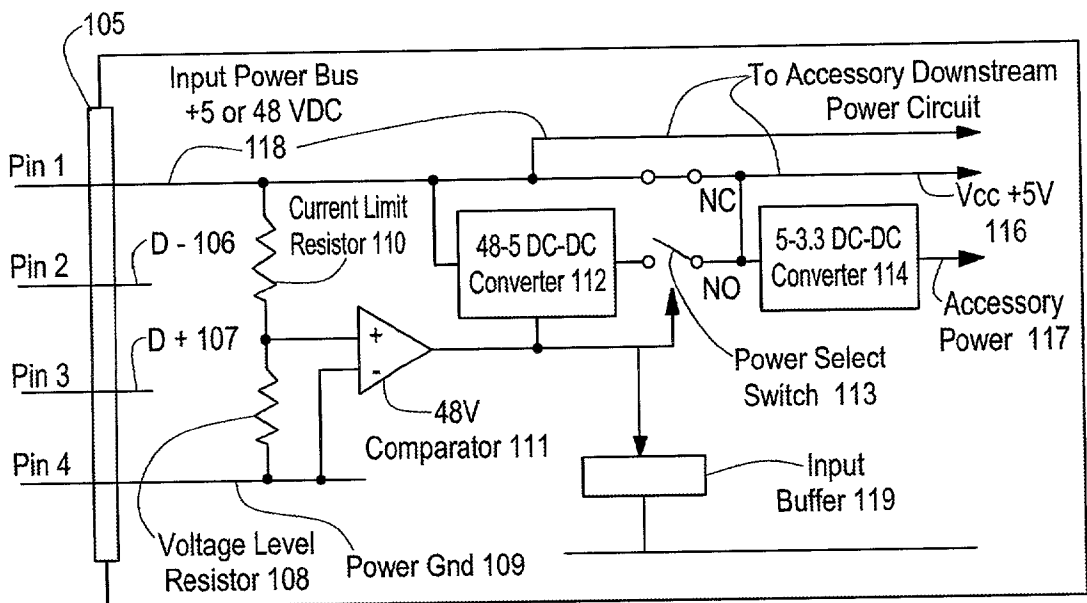 105
Input Power Bus
+5 or 48 VDC
118
To Accessory Downstream
Power Circuit
Pin 1
NC
Vcc +5V
116
Current Limit
Resistor 110
D - 106
Pin 2
48-5 DC-DC
Converter 112
NO
5-3.3 DC-DC
Converter 114
Accessory
Power 117
D + 107
Pin 3
+
-
48V
Comparator 111
Power Select
Switch 113
Pin 4
Input
Buffer 119
Voltage Level
Resistor 108
Power Gnd 109